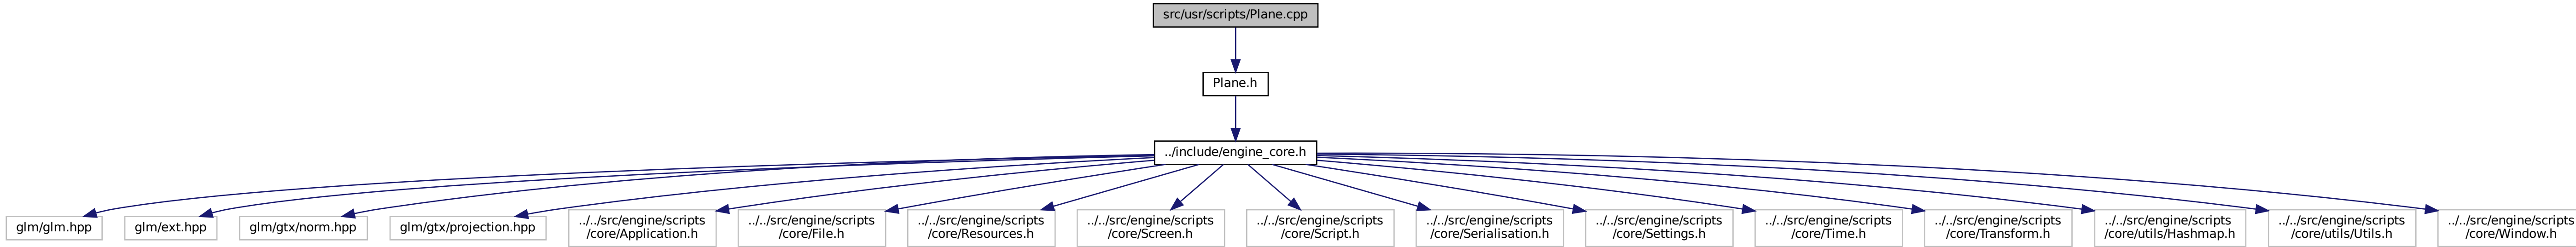 src/usr/scripts/Plane.cpp
Plane.h
../include/engine_core.h
glm/glm.hpp
glm/ext.hpp
glm/gtx/norm.hpp
glm/gtx/projection.hpp
../../src/engine/scripts
/core/Application.h
../../src/engine/scripts
/core/File.h
../../src/engine/scripts
/core/Resources.h
../../src/engine/scripts
/core/Screen.h
../../src/engine/scripts
/core/Script.h
../../src/engine/scripts
/core/Serialisation.h
../../src/engine/scripts
/core/Settings.h
../../src/engine/scripts
/core/Time.h
../../src/engine/scripts
/core/Transform.h
../../src/engine/scripts
/core/utils/Hashmap.h
../../src/engine/scripts
/core/utils/Utils.h
../../src/engine/scripts
/core/Window.h